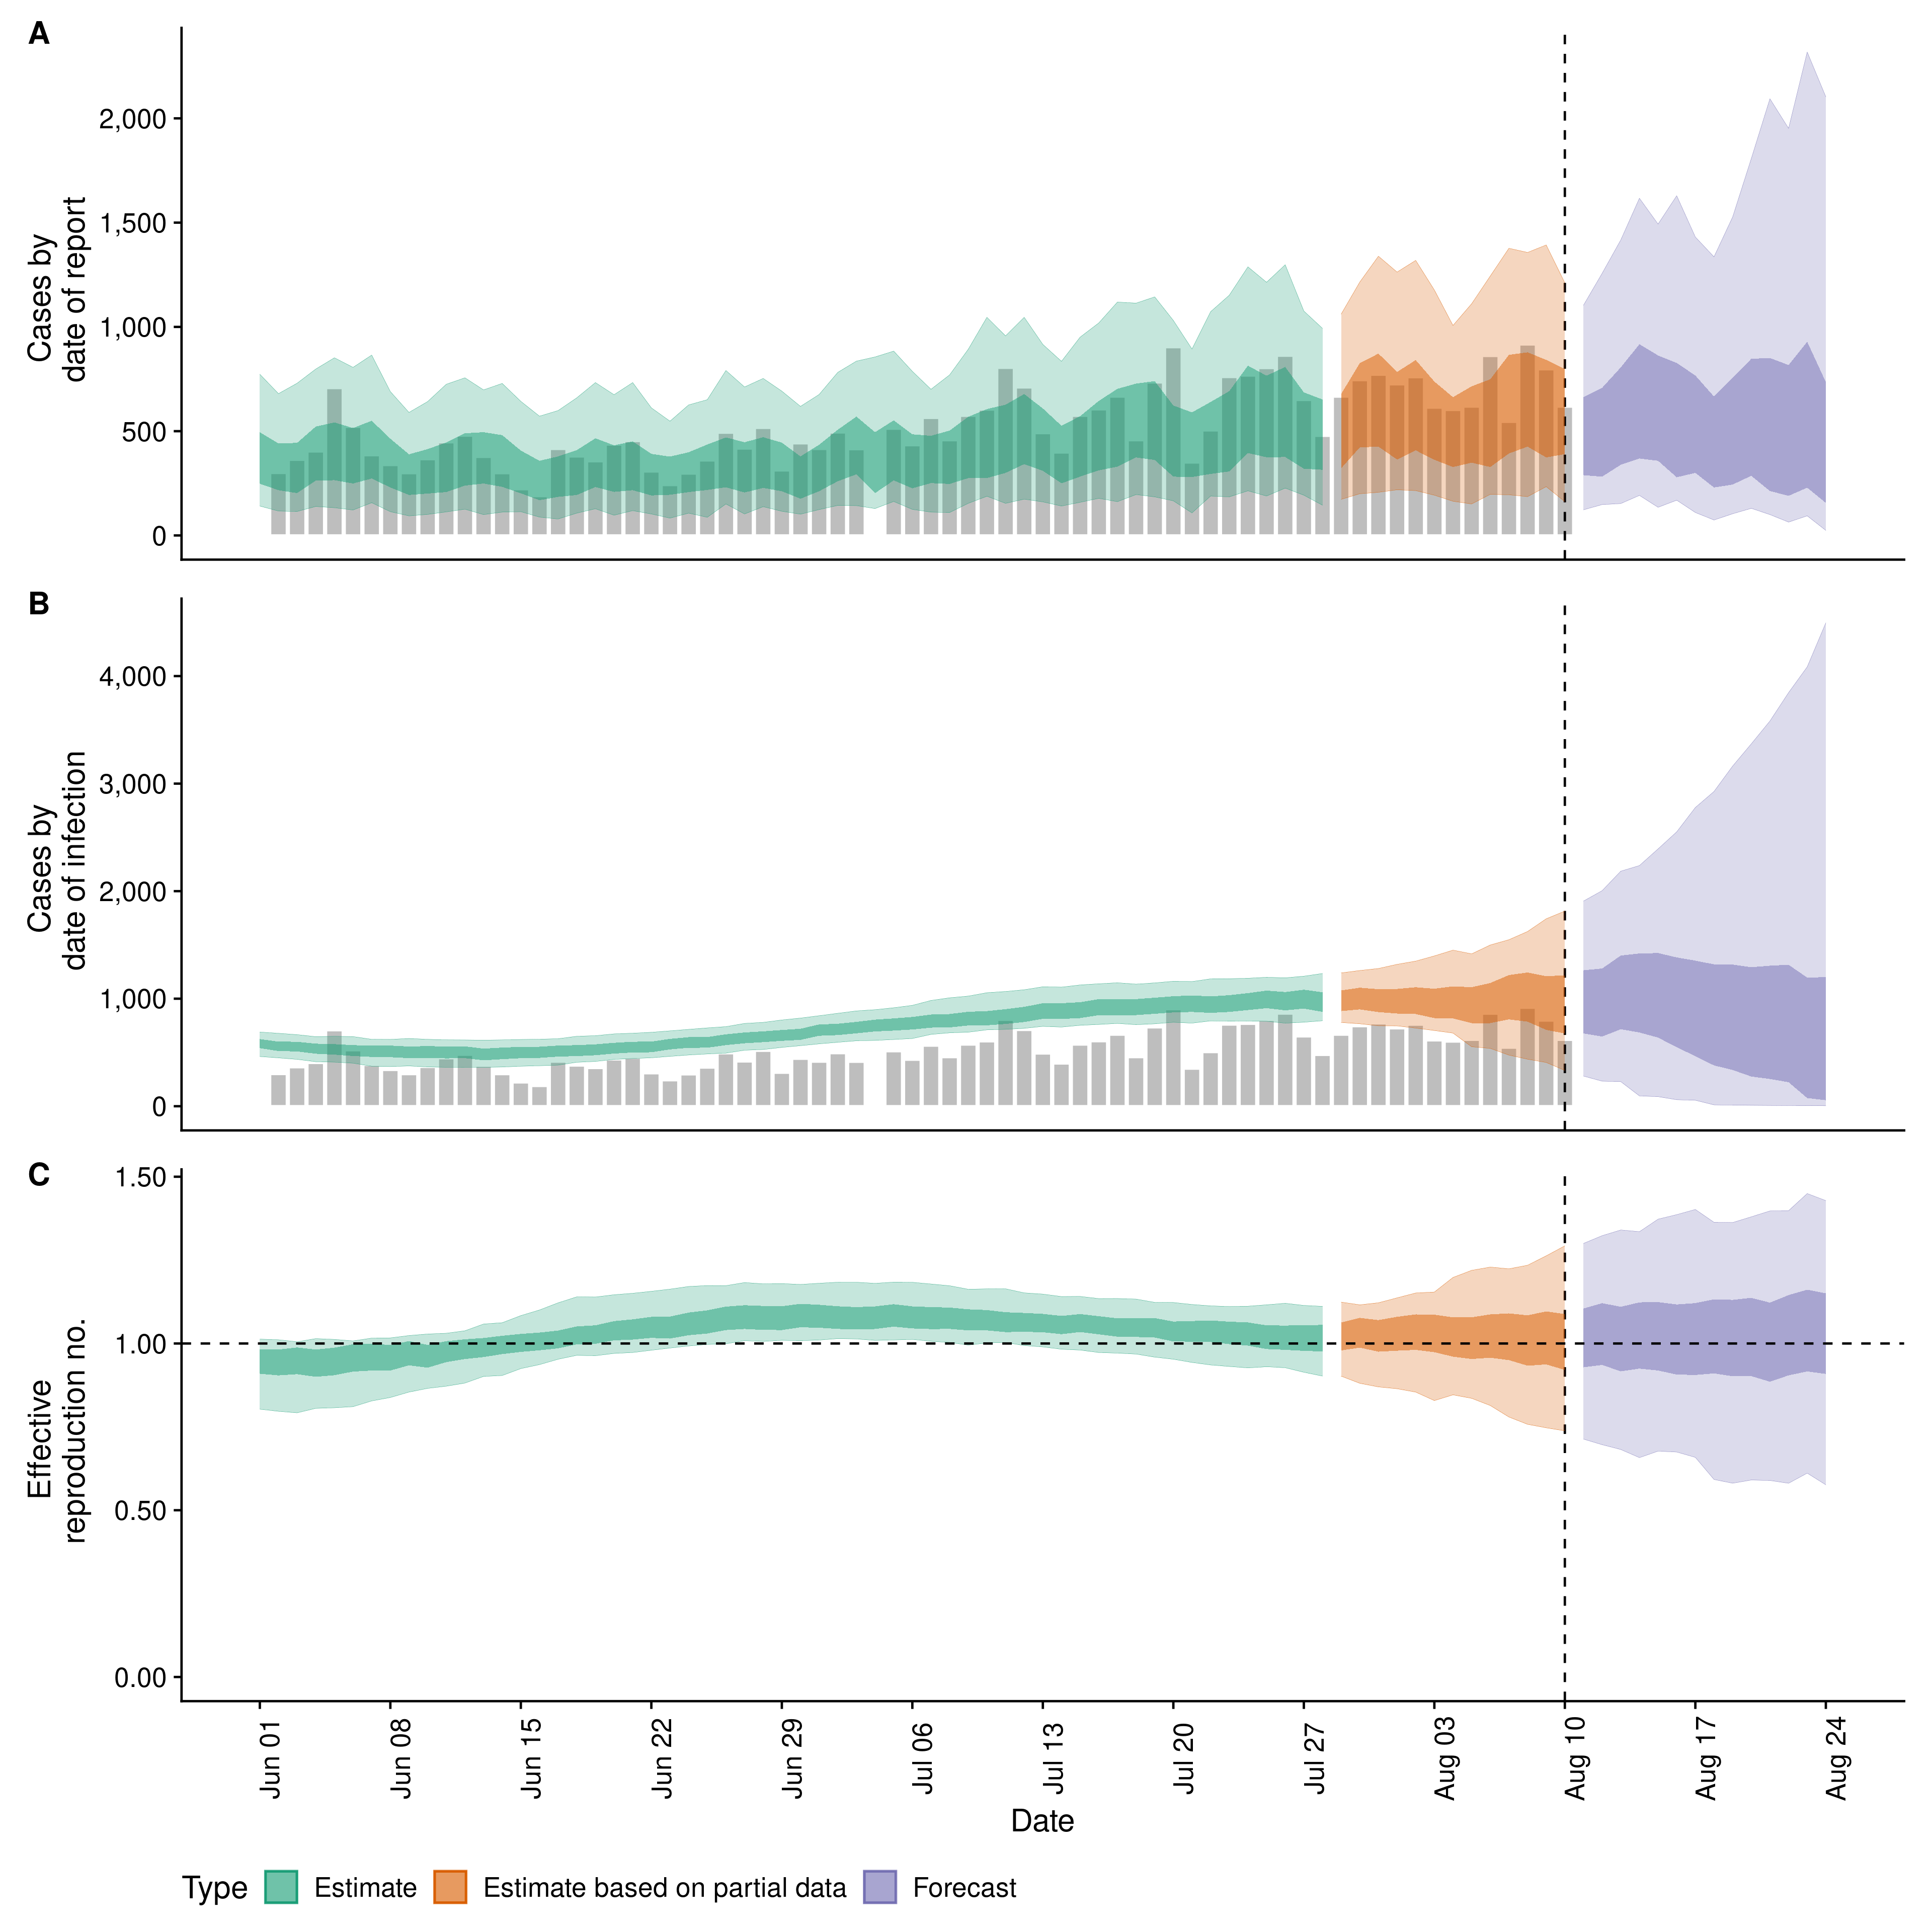 A
Cases by
date of report
2,000
1,500
1,000
500
0
B
Cases by
date of infection
4,000
3,000
2,000
1,000
0
C
Effective
reproduction no.
1.50
1.00
0.50
0.00
Jun 01
Jun 08
Jun 15
Jun 22
Jun 29
Jul 06
Jul 13
Jul 20
Jul 27
Aug 03
Aug 10
Aug 17
Aug 24
Date
Type Estimate Estimate based on partial data Forecast